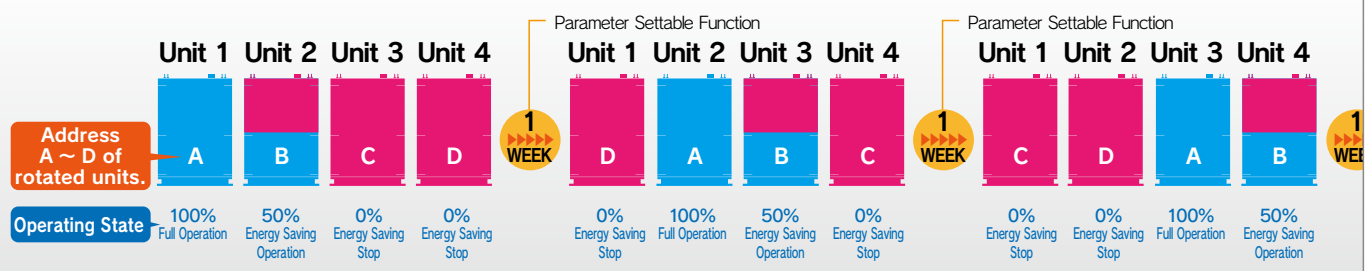 Parameter Settable Function
Parameter Settable Function
Unit 1 Unit 2 Unit 3 Unit 4
Unit 1 Unit 2 Unit 3 Unit 4
Unit 1 Unit 2 Unit 3 Unit 4
Address
A ~ D of
rotated units.
A B C D
1
WEEK
D A B C
1
WEEK
C D A B
1
WEE
Operating State
100%
Full Operation
50%
Energy Saving
Operation
0%
Energy Saving
Stop
0%
Energy Saving
Stop
0%
Energy Saving
Stop
100%
Full Operation
50%
Energy Saving
Operation
0%
Energy Saving
Stop
0%
Energy Saving
Stop
0%
Energy Saving
Stop
100%
Full Operation
50%
Energy Saving
Operation